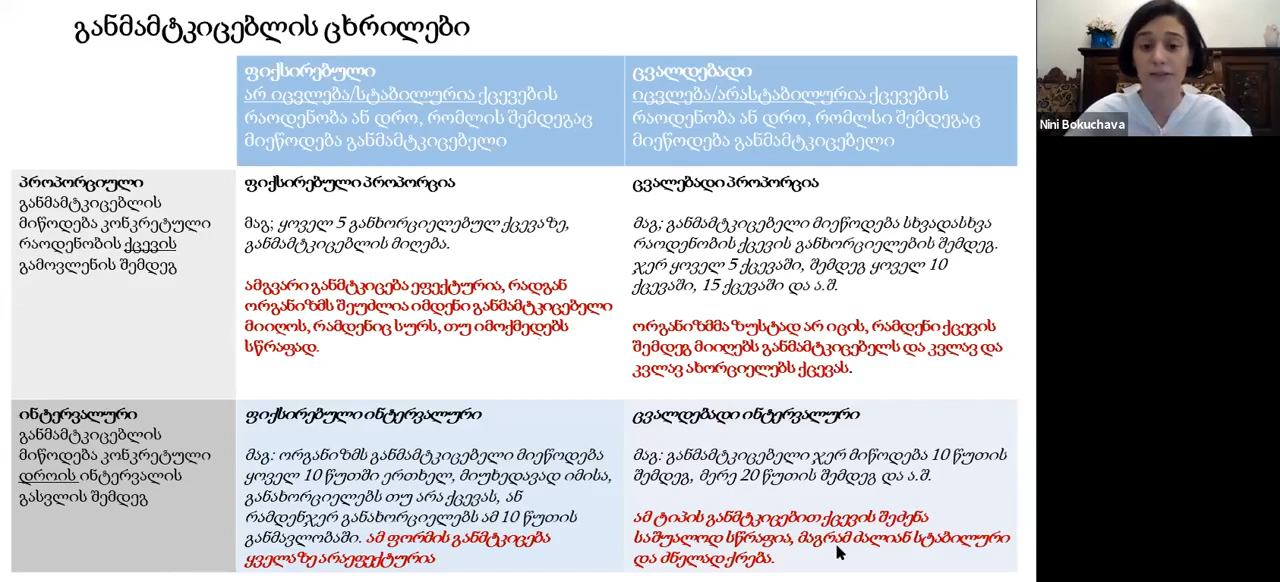 განმამტკიცებლის ცხრილები
ფიქსირებული
არ იცვლება/სტაბილურია ქცევების
რაოდენობა ან დრო, რომლის შემდეგაც
მიეწოდება განმამტკიცებელი
ცვალდებადი
იცვლება/არასტაბილურია ქცევების
რაოდენობა ან დრო, რომლსი შემდეგაც
მიეწოდება განმამტკიცებელი
პროპორციული
განმამტკიცებლის
მიწოდება კონკრეტული
რაოდენობის ქცევის
გამოვლენის შემდეგ
ფიქსირებული პროპორცია
მაგ; ყოველ 5 განხორციელებულ ქცევაზე,
განმამტკიცებლის მიღება.
ამგვარი განმტკიცება ეფექტურია, რადგან
ორგანიზმს შეუძლია იმდენი განმამტკიცებელი
მიიღოს, რამდენიც სურს, თუ იმოქმედებს
სწრაფად.
ცვალებადი პროპორცია
მაგ; განმამტკიცებელი მიეწოდება სხვადასხვა
რაოდენობის ქცევის განხორციელების შემდეგ.
ჯერ ყოველ 5 ქცევაში, შემდეგ ყოველ 10
ქცევაში, 15 ქცევაში და ა.შ.
ორგანიზმმა ზუსტად არ იცის, რამდენი ქცევის
შემდეგ მიიღებს განმამტკიცებელს და კვლავ და
კვლავ ახორციელებს ქცევას.
ინტერვალური
განმამტკიცებლის
მიწოდება კონკრეტული
დროის ინტერვალის
გასვლის შემდეგ
ფიქსირებული ინტერვალური
მაგ: ორგანიზმს განმამტკიცებელი მიეწოდება
ყოველ 10 წუთში ერთხელ, მიუხედავად იმისა,
განახორციელებს თუ არა ქცევას, ან
რამდენჯერ განახორციელებს ამ 10 წუთის
განმავლობაში. ამ ფორმის განმტკიცება
ყველაზე არაეფექტურია
ცვალდებადი ინტერვალური
მაგ: განმამტკიცებელი ჯერ მიწოდება 10 წუთის
შემდეგ, მერე 20 წუთის შემდეგ და ა.შ.
ამ ტიპის განმტკიცებით ქცევის შეძენა
საშუალოდ სწრაფია, მაგრამ ძალიან სტაბილური
და ძნელად ქრება.
Nini Bokuchava